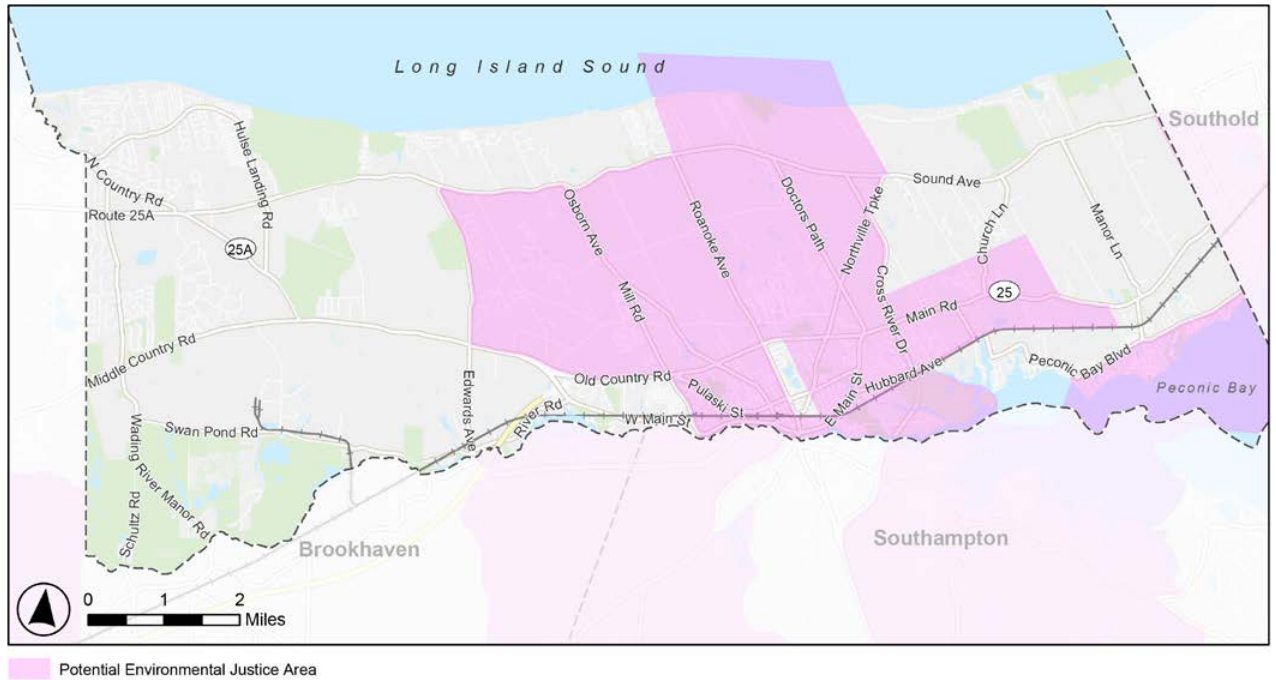 Long Island Sound
Southold
Hulse Landing Rd
N Country Rd
Sound Ave
Doctors Path
Northville Tpke
Osborn Ave
Roanoke Ave
Church Ln
Manor Ln
Route 25A
25A
Cross River Dr
Mill Rd
25
Main Rd
Middle Country Rd
Peconic Bay Blvd
Peconic Bay
Hubbard Ave
Old Country Rd
Pulaski St
E Main St
Edwards Ave
River Rd
W Main St
Swan Pond Rd
Wading River Manor Rd
Schultz Rd
Brookhaven
Southampton
0 1 2
Miles
Potential Environmental Justice Area